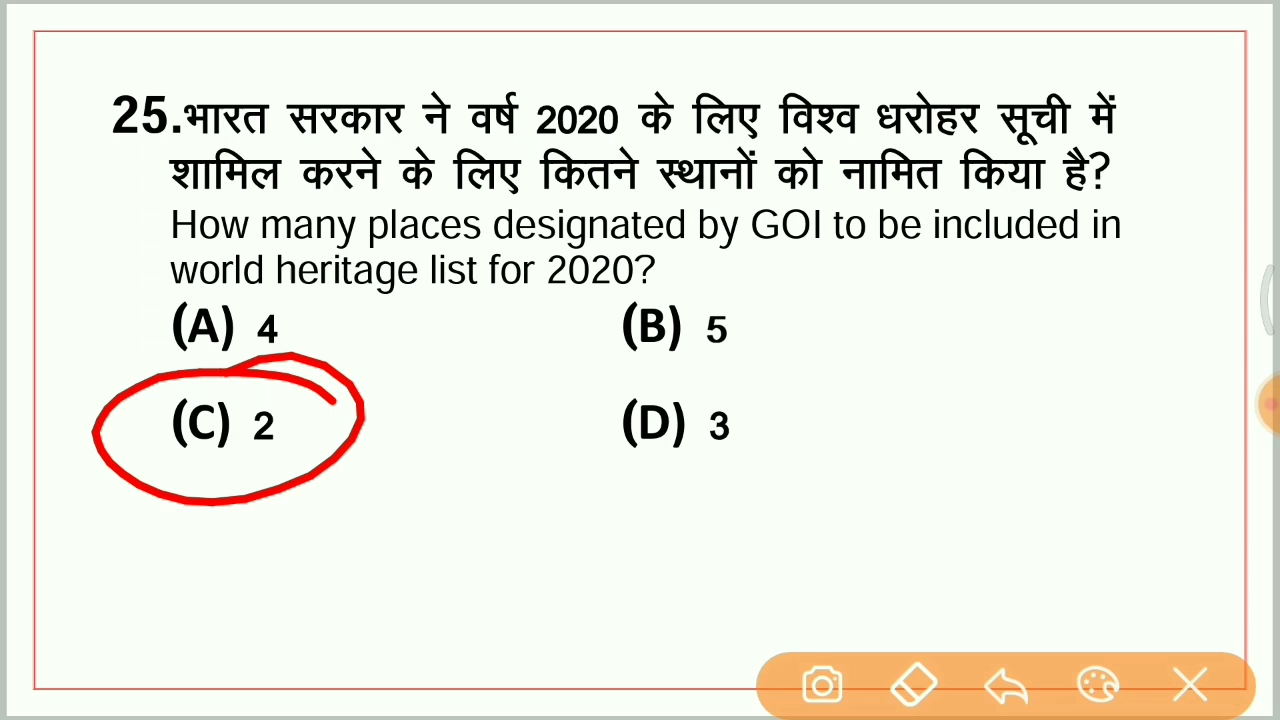 25.भारत सरकार ने वर्ष 2020 के लिए विश्व धरोहर सूची में
शामिल करने के लिए कितने स्थानों को नामित किया है?
How many places designated by GOI to be included in
world heritage list for 2020?
(A) 4 (B) 5
(C) 2 (D) 3